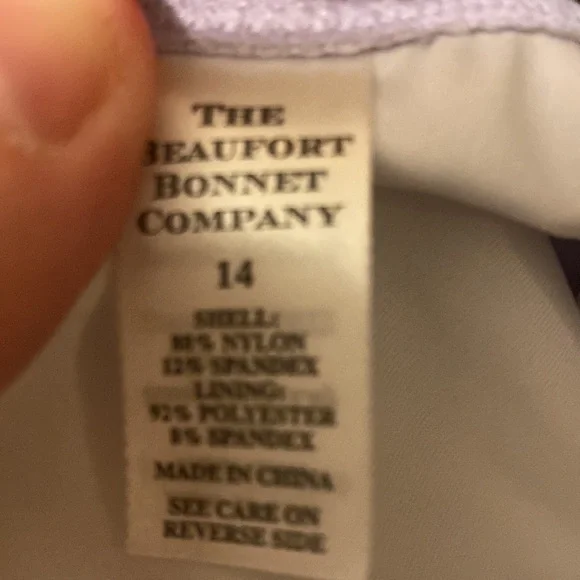 THE
BEAUFORT
BONNET
COMPANY
14
SHELL:
88% NYLON
12% SPANDEX
LINING:
92% POLYESTER
8% SPANDEX
MADE IN CHINA
SEE CARE ON
REVERSE SIDE